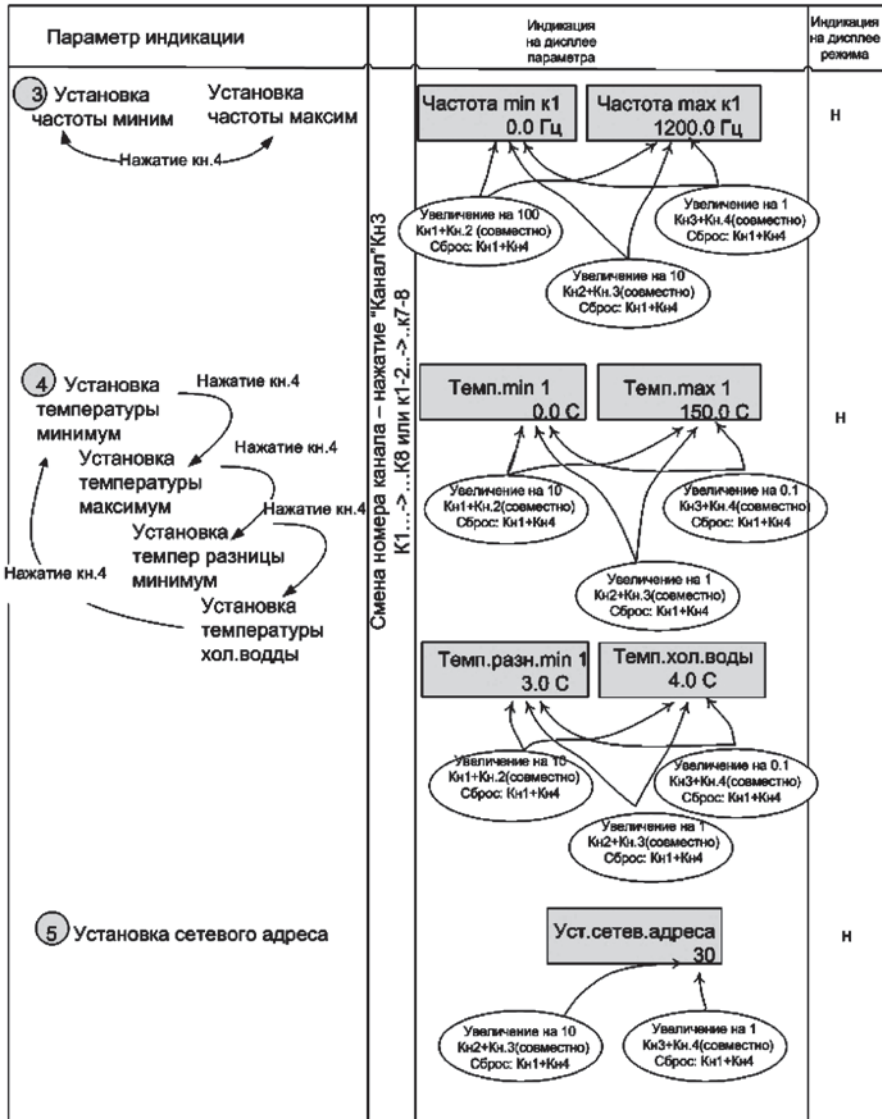 Параметр индикации
Индикация
на дисплее
параметра
Индикация
на дисплее
режима
3 Установка
частоты миним
Установка
частоты максим
Нажатие кн.4
Смена номера канала – нажатие "Канал"Кн3
К1...->....К8 или к1-2..->..к7-8
Частота min к1
0.0 Гц
Частота max к1
1200.0 Гц
Н
Увеличение на 100
Кн1+Кн.2 (совместно)
Сброс: Кн1+Кн4
Увеличение на 1
Кн3+Кн.4(совместно)
Сброс: Кн1+Кн4
Увеличение на 10
Кн2+Кн.3(совместно)
Сброс: Кн1+Кн4
4 Установка
температуры
минимум
Нажатие кн.4
Установка
температуры
максимум
Нажатие кн.4
Установка
темпер разницы
минимум
Нажатие кн.4
Установка
температуры
хол.водды
Нажатие кн.4
Темп.min 1
0.0 С
Темп.max 1
150.0 С
Н
Увеличение на 10
Кн1+Кн.2(совместно)
Сброс: Кн1+Кн4
Увеличение на 0.1
Кн3+Кн.4(совместно)
Сброс: Кн1+Кн4
Увеличение на 1
Кн2+Кн.3(совместно)
Сброс: Кн1+Кн4
Темп.разн.min 1
3.0 С
Темп.хол.воды
4.0 С
Увеличение на 10
Кн1+Кн.2(совместно)
Сброс: Кн1+Кн4
Увеличение на 0.1
Кн3+Кн.4(совместно)
Сброс: Кн1+Кн4
Увеличение на 1
Кн2+Кн.3(совместно)
Сброс: Кн1+Кн4
5 Установка сетевого адреса
Уст.сетев.адреса
30
Н
Увеличение на 10
Кн2+Кн.3(совместно)
Сброс: Кн1+Кн4
Увеличение на 1
Кн3+Кн.4(совместно)
Сброс: Кн1+Кн4